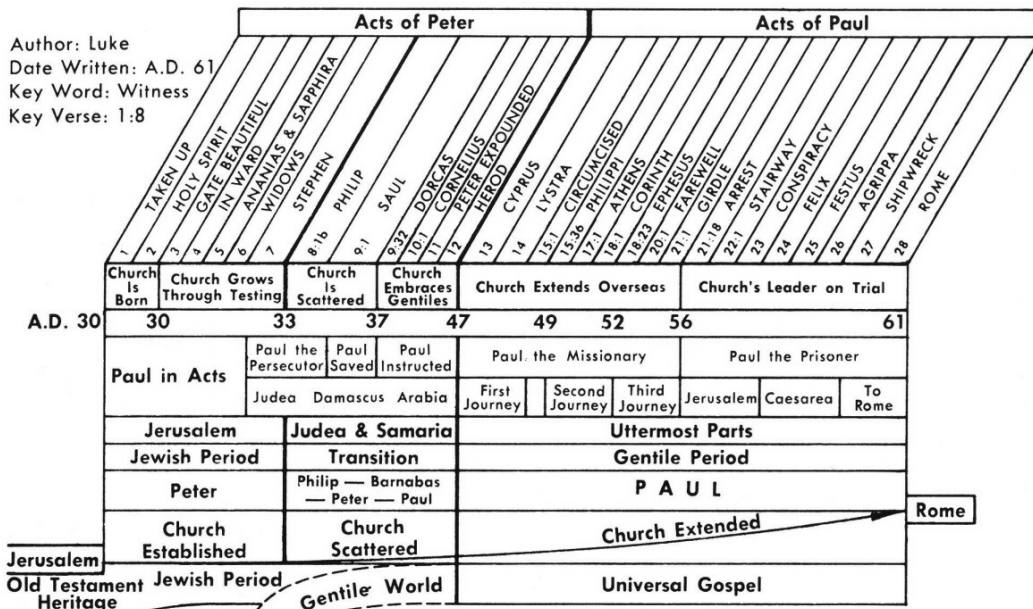 Acts of Peter
Acts of Paul
Author: Luke
Date Written: A.D. 61
Key Word: Witness
Key Verse: 1:8
TAKEN UP
HOLY SPIRIT
GATE BEAUTIFUL
IN WARD
ANANIAS & SAPPHIRA
WIDOWS
STEPHEN
PHILIP
SAUL
DORCAS
CORNELIUS
PETER EXPOUNDED
HEROD
CYPRUS
LYSTRA
CIRCUMCISED
PHILIPPI
ATHENS
CORINTH
EPHESUS
FAREWELL
GIRDLE
ARREST
STAIRWAY
CONSPIRACY
FELIX
FESTUS
AGRIPPA
SHIPWRECK
ROME
1 2 3 4 5 6 7 8:1b 9:1 9:32 10:1 11 12 13 14 15:1 15:36 17:1 18:1 18:23 20:1 21:1 21:18 22:1 23 24 25 26 27 28
Church
Is
Born
Church Grows
Through Testing
Church
Is
Scattered
Church
Embraces
Gentiles
Church Extends Overseas
Church's Leader on Trial
A.D. 30 30 33 37 47 49 52 56 61
Paul in Acts
Paul the
Persecutor
Paul
Saved
Paul
Instructed
Paul the Missionary
Paul the Prisoner
Judea Damascus Arabia
First
Journey
Second
Journey
Third
Journey
Jerusalem
Caesarea
To
Rome
Jerusalem
Judea & Samaria
Uttermost Parts
Jewish Period
Transition
Gentile Period
Peter
Philip — Barnabas
— Peter — Paul
PAUL
Church
Established
Church
Scattered
Church Extended
Rome
Jerusalem
Old Testament
Heritage
Jewish Period
Gentile World
Universal Gospel